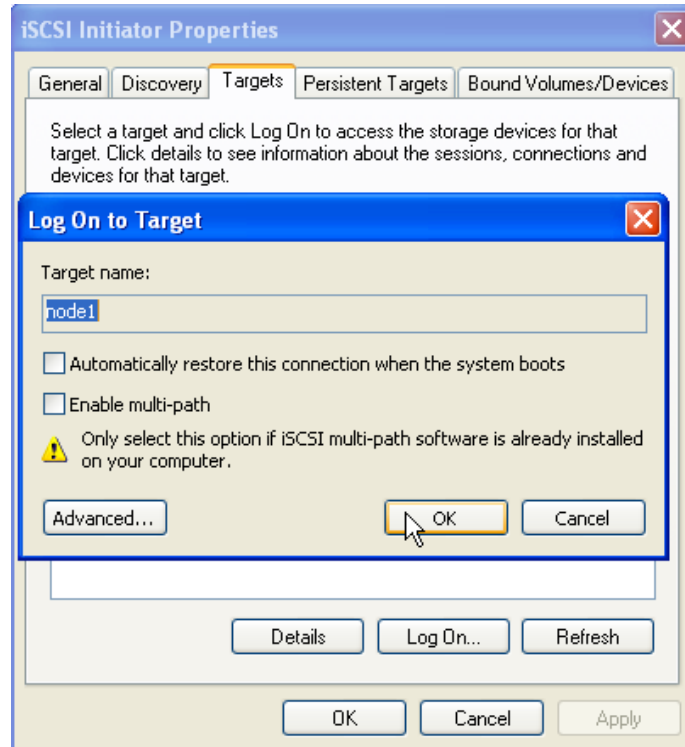 iSCSI Initiator Properties
General Discovery Targets Persistent Targets Bound Volumes/Devices
Select a target and click Log On to access the storage devices for that
target. Click details to see information about the sessions, connections and
devices for that target.
Log On to Target
Target name:
node1
Automatically restore this connection when the system boots
Enable multi-path
Only select this option if iSCSI multi-path software is already installed
on your computer.
Advanced... OK Cancel
Details Log On... Refresh
OK Cancel Apply